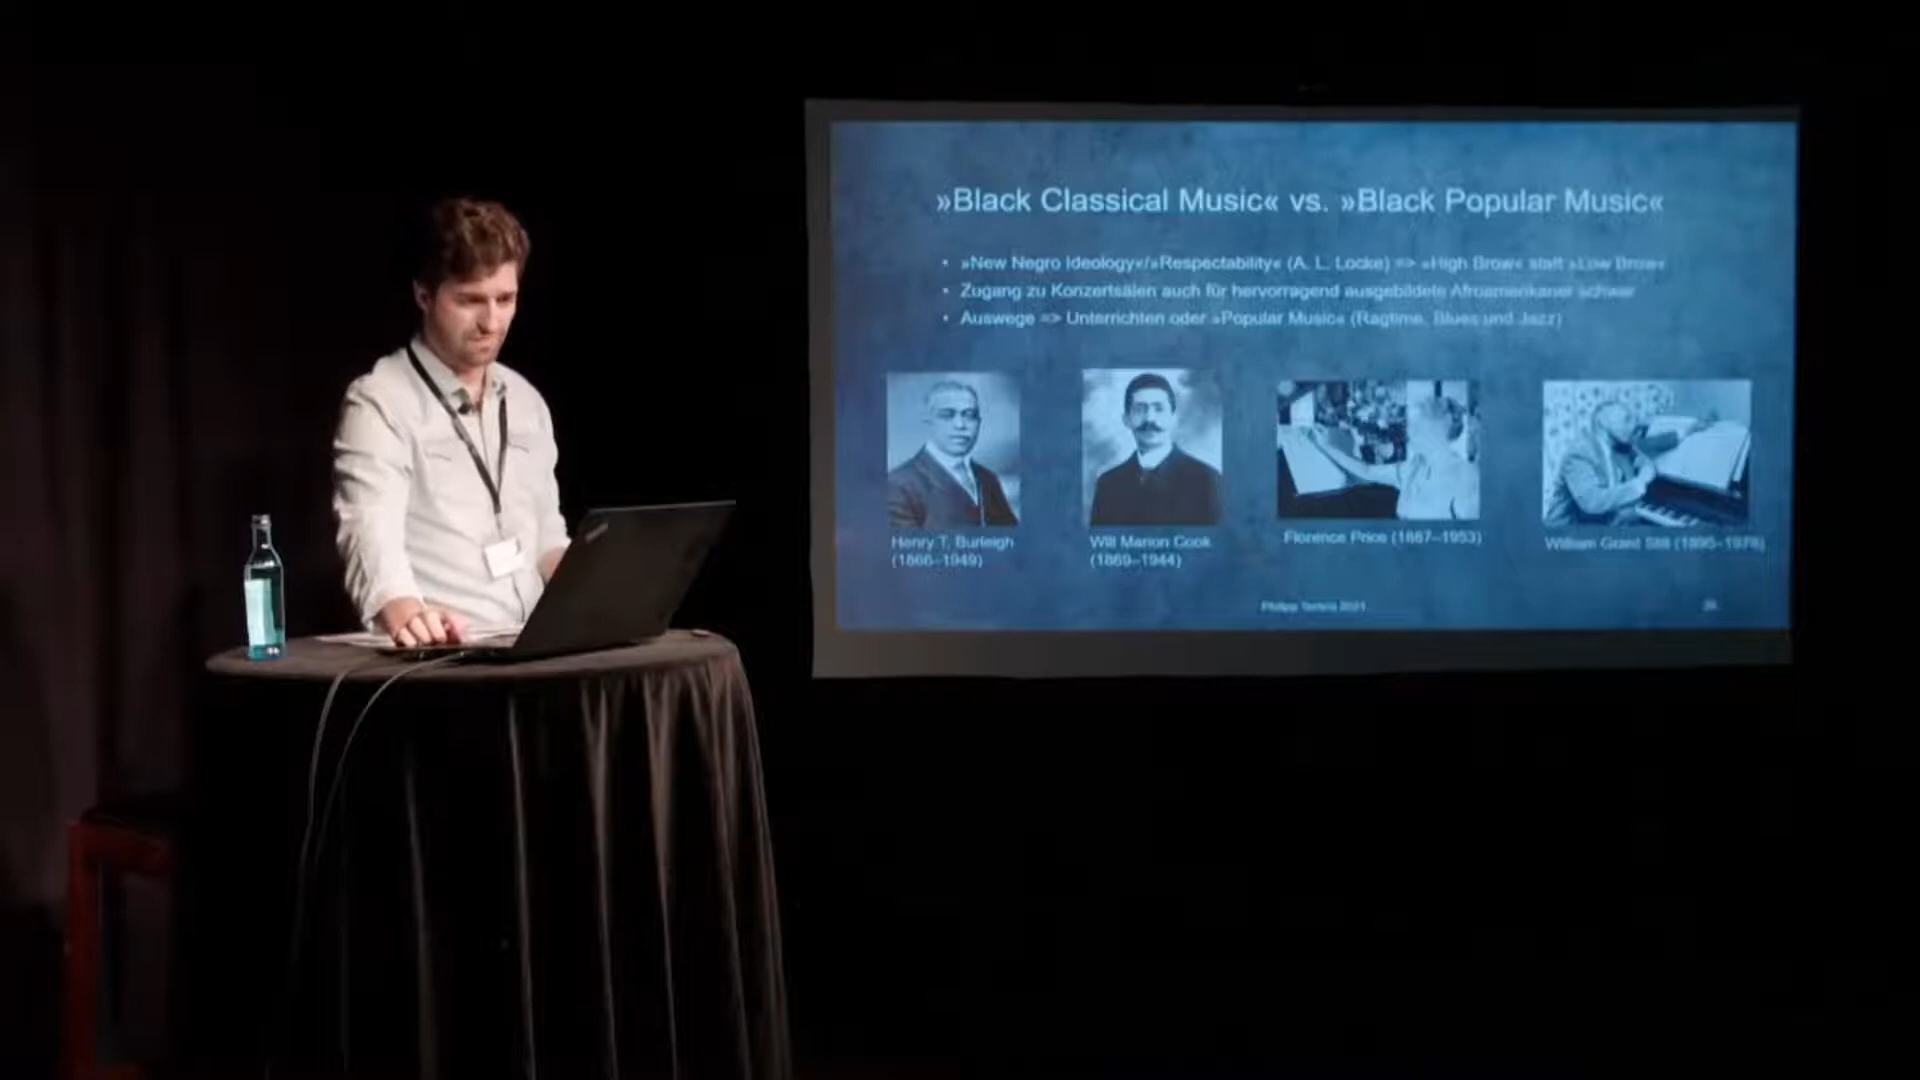 »Black Classical Music« vs. »Black Popular Music«
• »New Negro Ideology«/»Respectability« (A. L. Locke) => »High Brow« statt »Low Brow«
• Zugang zu Konzertsälen auch für hervorragend ausgebildete Afroamerikaner schwer
• Auswege => Unterrichten oder »Popular Music« (Ragtime, Blues und Jazz)
Henry T. Burleigh
(1866–1949)
Will Marion Cook
(1869–1944)
Florence Price (1887–1953)
William Grant Still (1895–1978)
Philipp 2021